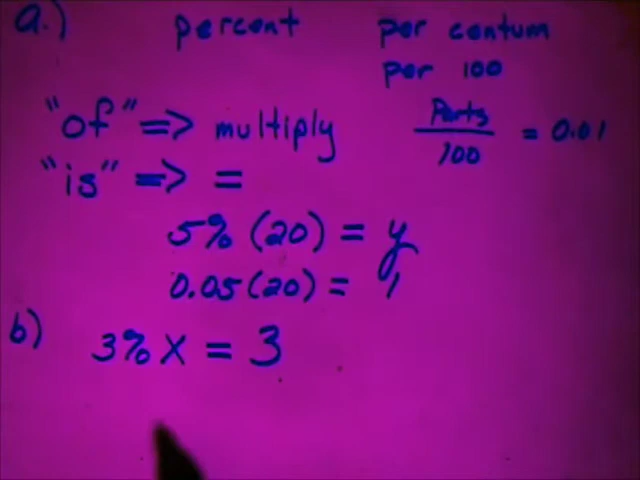 a.) percent per centum
per 100
"of" => multiply Parts/100 = 0.01
"is" => =
5% (20) = y
0.05 (20) = 1
b) 3% x = 3